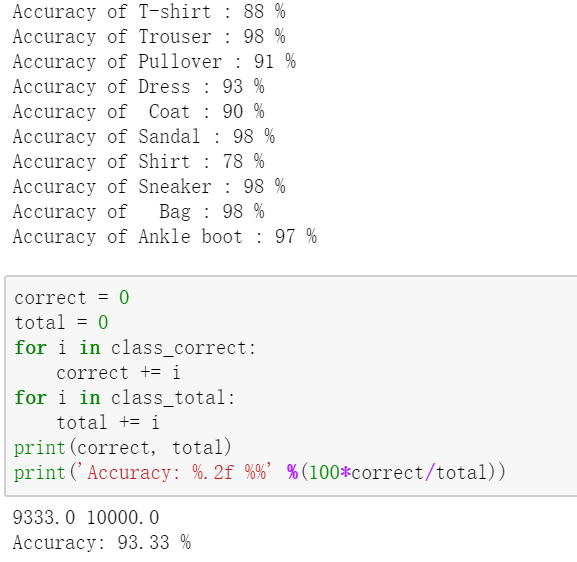 Accuracy of T-shirt : 88 %
Accuracy of Trouser : 98 %
Accuracy of Pullover : 91 %
Accuracy of Dress : 93 %
Accuracy of  Coat : 90 %
Accuracy of Sandal : 98 %
Accuracy of Shirt : 78 %
Accuracy of Sneaker : 98 %
Accuracy of   Bag : 98 %
Accuracy of Ankle boot : 97 %
correct = 0
total = 0
for i in class_correct:
    correct += i
for i in class_total:
    total += i
print(correct, total)
print('Accuracy: %.2f %%' %(100*correct/total))
9333.0 10000.0
Accuracy: 93.33 %